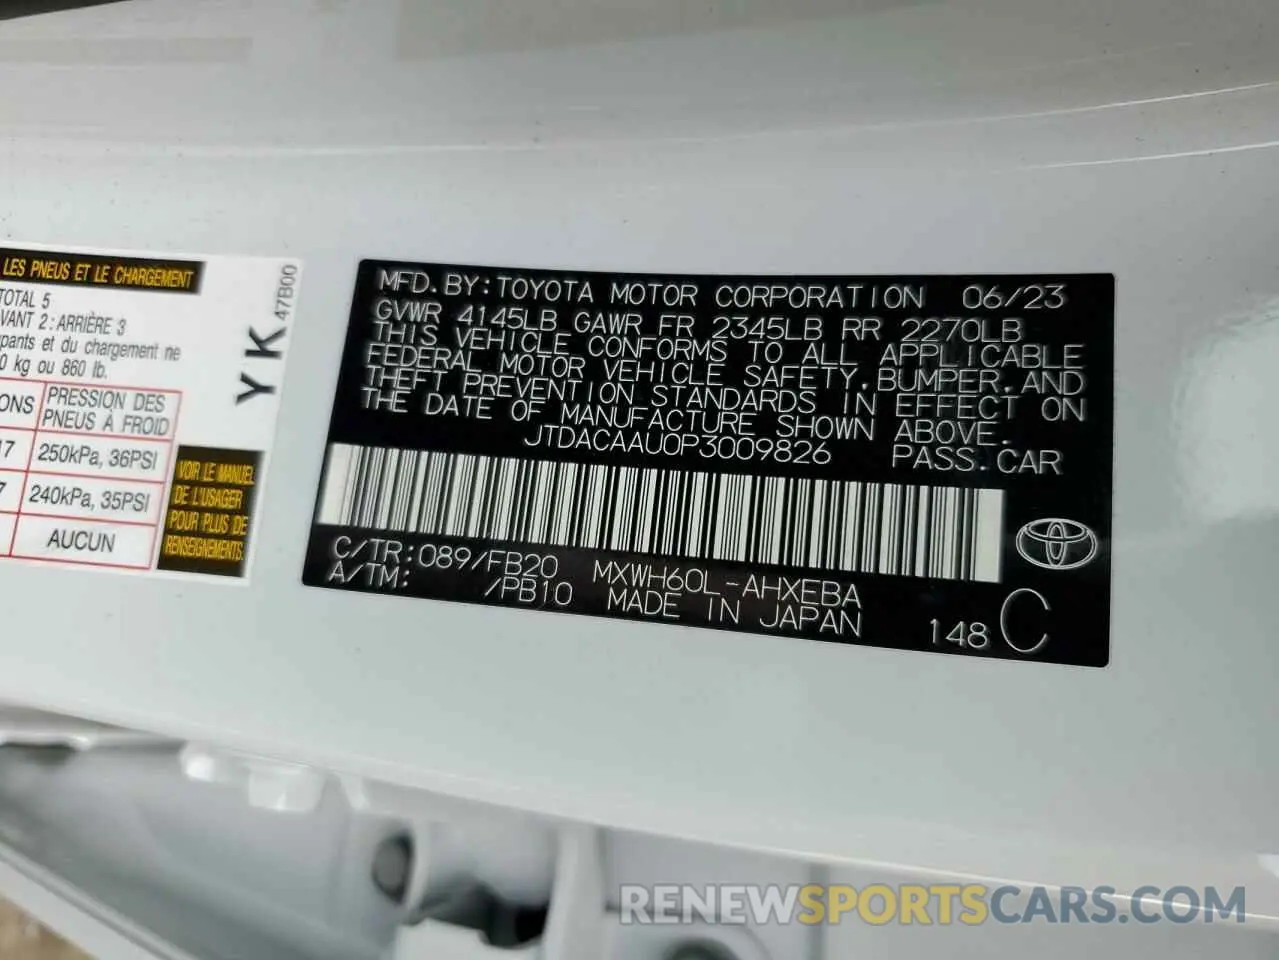 LES PNEUS ET LE CHARGEMENT
TOTAL 5
VANT 2 : ARRIÈRE 3
pants et du chargement ne
0 kg ou 860 lb.
ONS PRESSION DES
PNEUS À FROID
17 250kPa, 36PSI
7 240kPa, 35PSI
AUCUN
YK
47B00
VOIR LE MANUEL
DE L'USAGER
POUR PLUS DE
RENSEIGNEMENTS.
MFD.BY:TOYOTA MOTOR CORPORATION 06/23
GVWR 4145LB GAWR FR 2345LB RR 2270LB
THIS VEHICLE CONFORMS TO ALL APPLICABLE
FEDERAL MOTOR VEHICLE SAFETY,BUMPER,AND
THEFT PREVENTION STANDARDS IN EFFECT ON
THE DATE OF MANUFACTURE SHOWN ABOVE.
JTDACAAU0P3009826 PASS.CAR
C/TR:089/FB20 MXWH60L-AHXEBA
A/TM: /PB10 MADE IN JAPAN
148 C
RENEWSPORTSCARS.COM